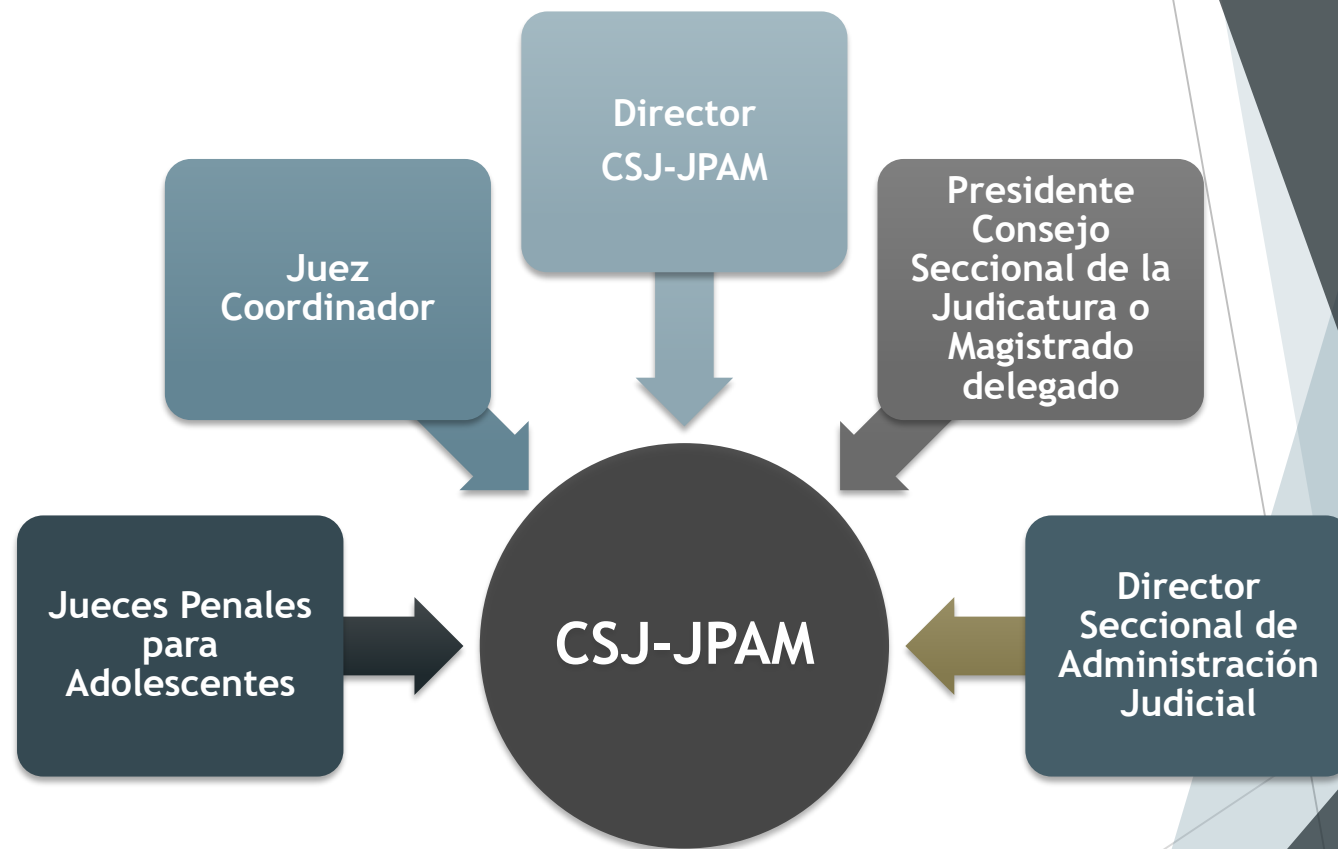 Director
CSJ-JPAM
Juez
Coordinador
Presidente
Consejo
Seccional de la
Judicatura o
Magistrado
delegado
Jueces Penales
para
Adolescentes
CSJ-JPAM
Director
Seccional de
Administración
Judicial